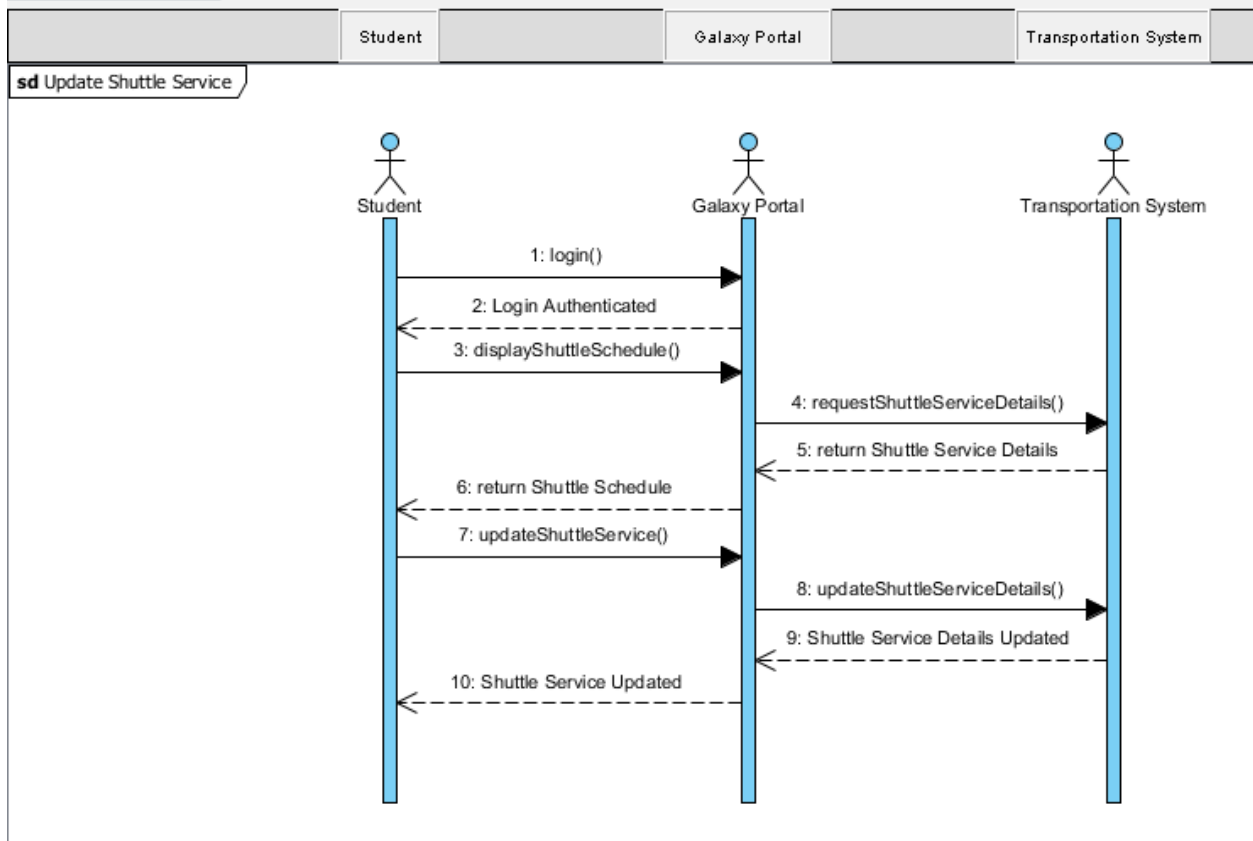 Student
Galaxy Portal
Transportation System
sd Update Shuttle Service
Student
Galaxy Portal
Transportation System
1: login()
2: Login Authenticated
3: displayShuttleSchedule()
4: requestShuttleServiceDetails()
5: return Shuttle Service Details
6: return Shuttle Schedule
7: updateShuttleService()
8: updateShuttleServiceDetails()
9: Shuttle Service Details Updated
10: Shuttle Service Updated